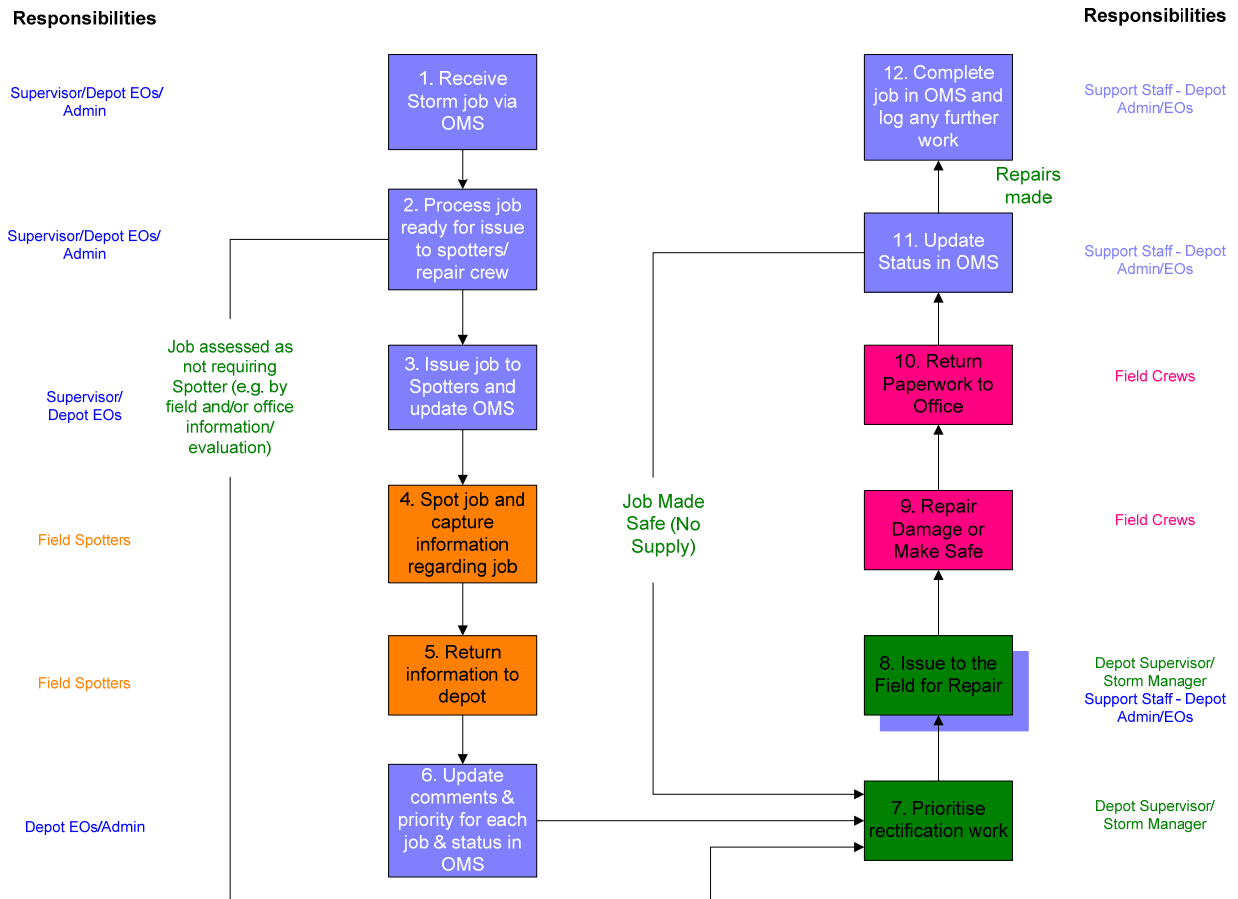 Responsibilities
Responsibilities
Supervisor/Depot EOs/
Admin
1. Receive
Storm job via
OMS
12. Complete
job in OMS and
log any further
work
Support Staff - Depot
Admin/EOs
Repairs
made
Supervisor/Depot EOs/
Admin
2. Process job
ready for issue
to spotters/
repair crew
11. Update
Status in OMS
Support Staff - Depot
Admin/EOs
Job assessed as
not requiring
Spotter (e.g. by
field and/or office
information/
evaluation)
Supervisor/
Depot EOs
3. Issue job to
Spotters and
update OMS
10. Return
Paperwork to
Office
Field Crews
Field Spotters
4. Spot job and
capture
information
regarding job
Job Made
Safe (No
Supply)
9. Repair
Damage or
Make Safe
Field Crews
Field Spotters
5. Return
information to
depot
8. Issue to the
Field for Repair
Depot Supervisor/
Storm Manager
Support Staff - Depot
Admin/EOs
Depot EOs/Admin
6. Update
comments &
priority for each
job & status in
OMS
7. Prioritise
rectification work
Depot Supervisor/
Storm Manager